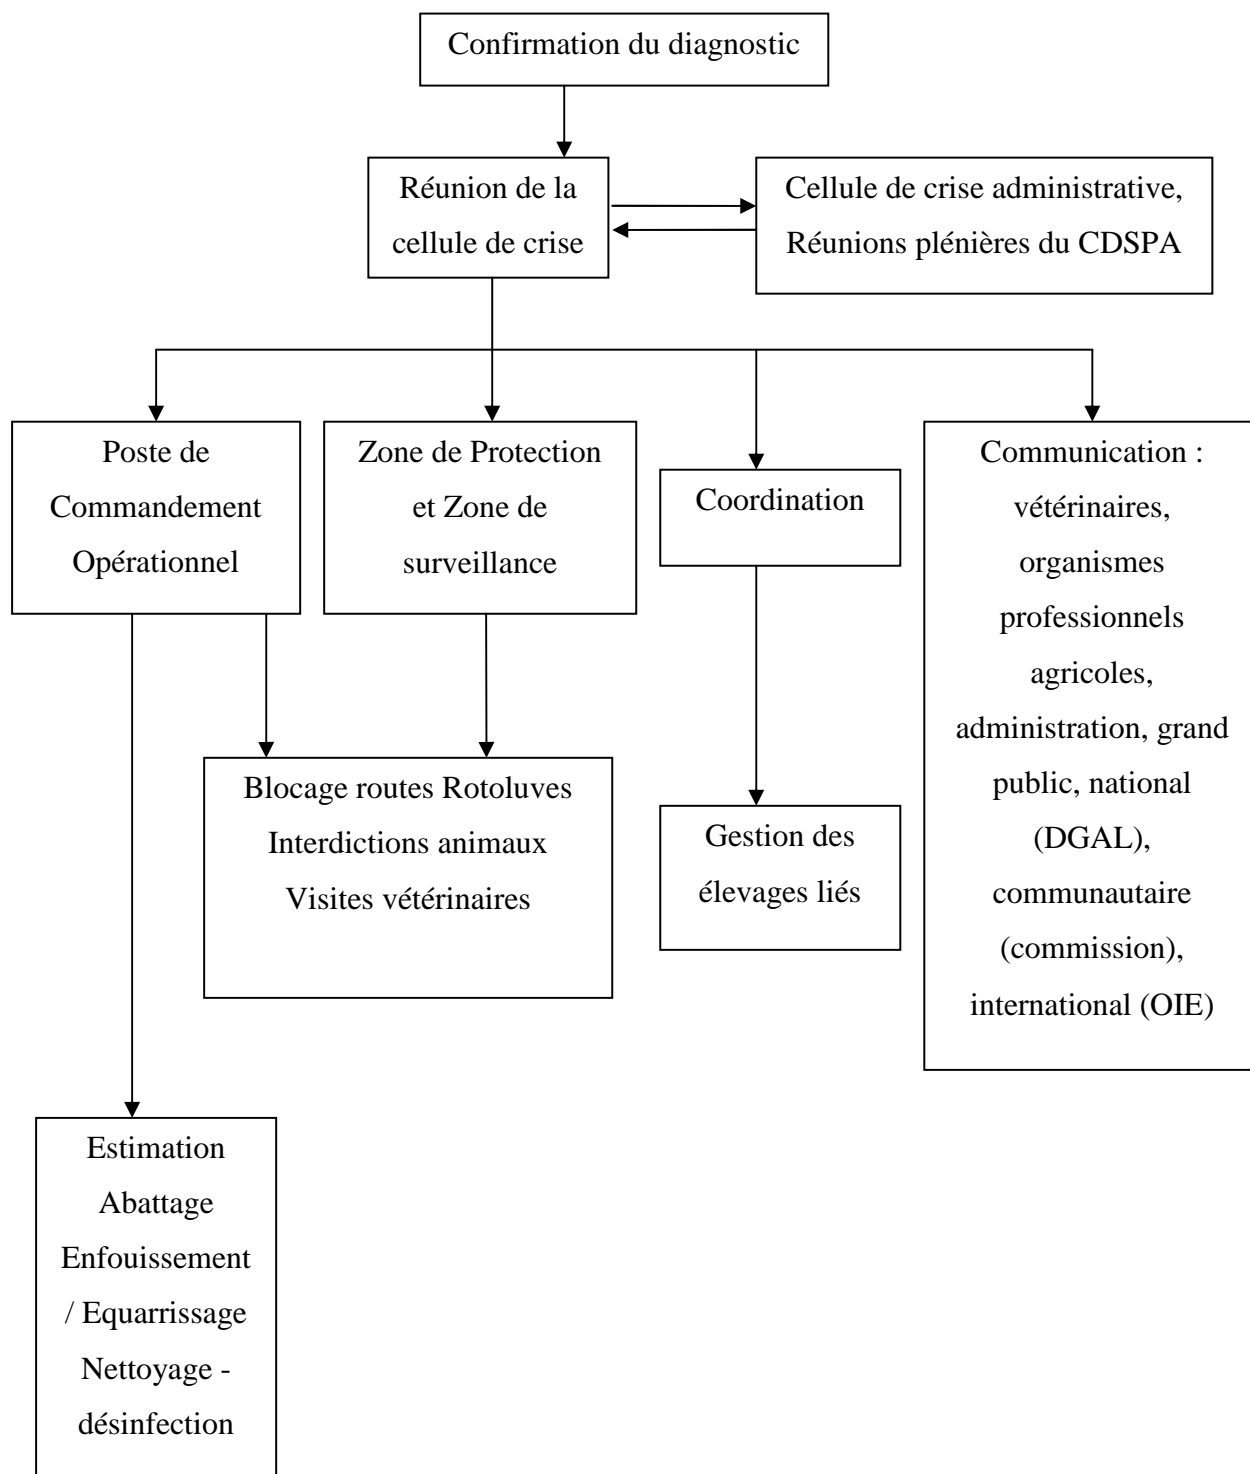 Confirmation du diagnostic
Réunion de la
cellule de crise
Cellule de crise administrative,
Réunions plénières du CDSPA
Poste de
Commandement
Opérationnel
Zone de Protection
et Zone de
surveillance
Coordination
Communication :
vétérinaires,
organismes
professionnels
agricoles,
administration, grand
public, national
(DGAL),
communautaire
(commission),
international (OIE)
Blocage routes Rotoluves
Interdictions animaux
Visites vétérinaires
Gestion des
élevages liés
Estimation
Abattage
Enfouissement
/ Equarrissage
Nettoyage -
désinfection